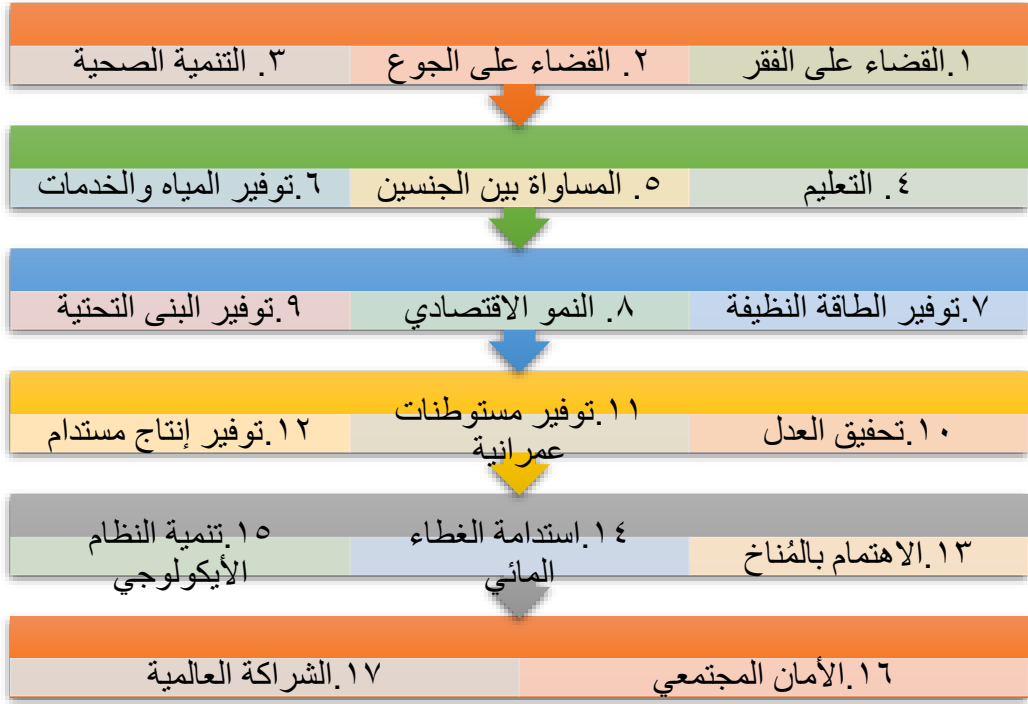 ١.القضاء على الفقر
٢. القضاء على الجوع
٣. التنمية الصحية
٤. التعليم
٥. المساواة بين الجنسين
٦.توفير المياه والخدمات
٧.توفير الطاقة النظيفة
٨. النمو الاقتصادي
٩.توفير البنى التحتية
١٠.تحفيق العدل
١١.توفير مستوطنات
عمرانية
١٢.توفير إنتاج مستدام
١٣.الاهتمام بالمُناخ
١٤.استدامة الغطاء
المائي
١٥.تنمية النظام
الأيكولوجي
١٦.الأمان المجتمعي
١٧.الشراكة العالمية